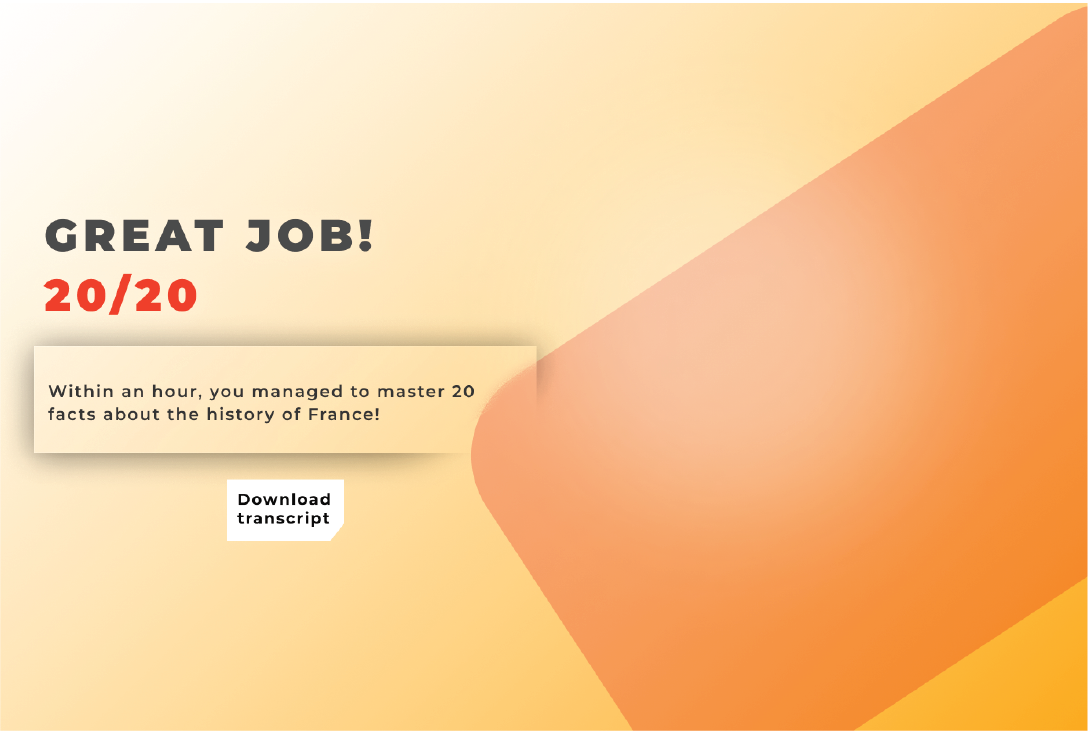 GREAT JOB!
20/20
Within an hour, you managed to master 20
facts about the history of France!
Download
transcript